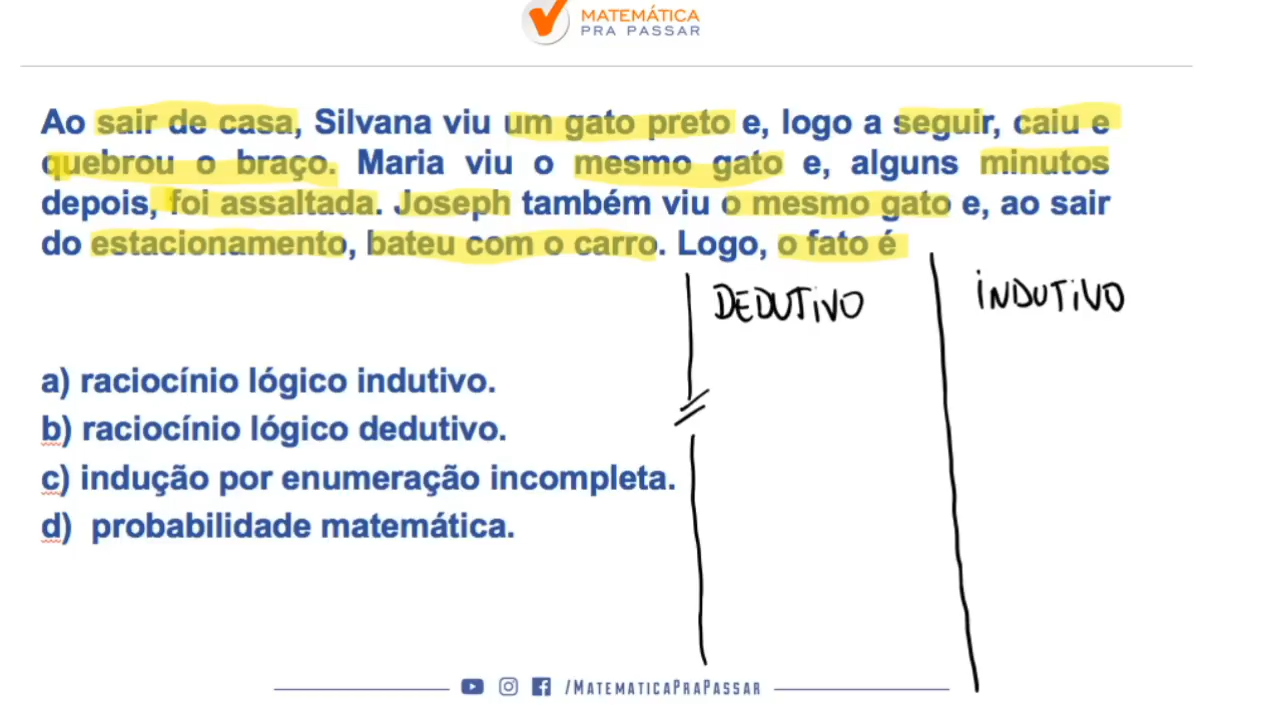 MATEMÁTICA
PRA PASSAR
Ao sair de casa, Silvana viu um gato preto e, logo a seguir, caiu e
quebrou o braço. Maria viu o mesmo gato e, alguns minutos
depois, foi assaltada. Joseph também viu o mesmo gato e, ao sair
do estacionamento, bateu com o carro. Logo, o fato é
DEDUTIVO
INDUTIVO
a) raciocínio lógico indutivo.
b) raciocínio lógico dedutivo.
c) indução por enumeração incompleta.
d) probabilidade matemática.
/MATEMATICAPRAPASSAR